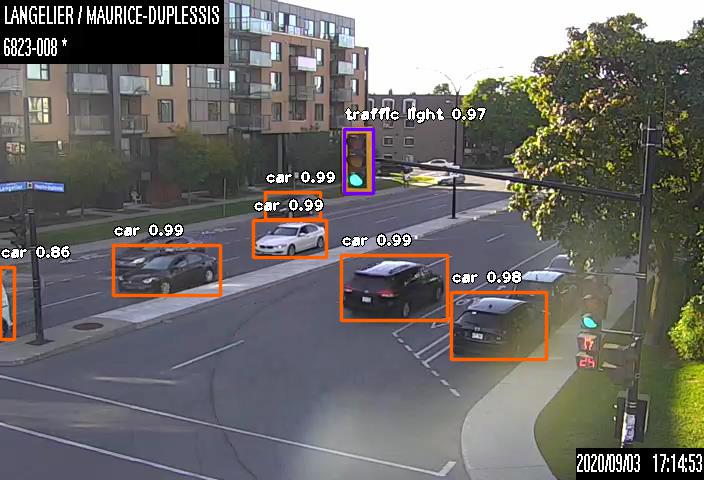 LANGELIER / MAURICE-DUPLESSIS
6823-008 *
traffic light 0.97
car 0.99
car 0.99
car 0.99
car 0.99
car 0.86
car 0.98
Langelier
2020/09/03 17:14:53